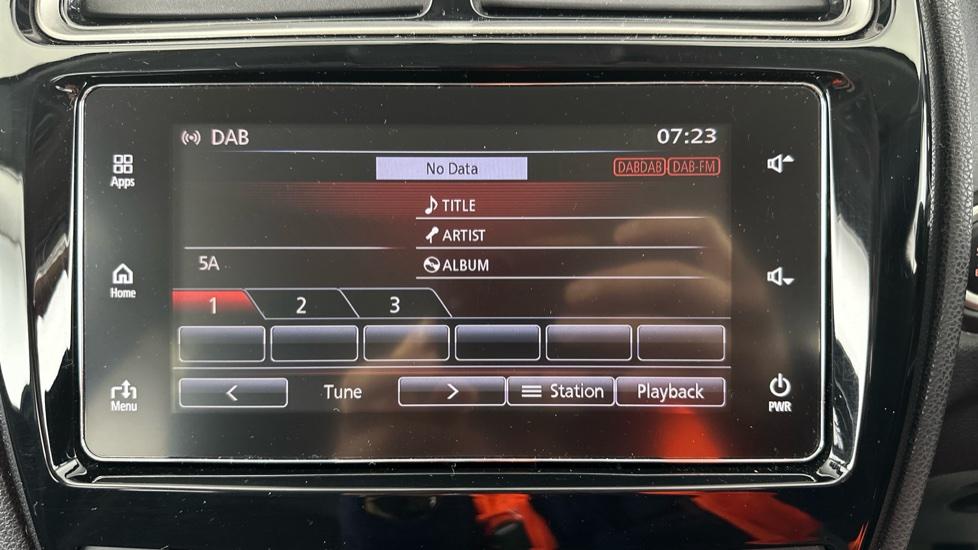 DAB 07:23
No Data DABDAB DAB-FM
Apps
TITLE
ARTIST
5A ALBUM
Home
1 2 3
Tune Station Playback
Menu PWR